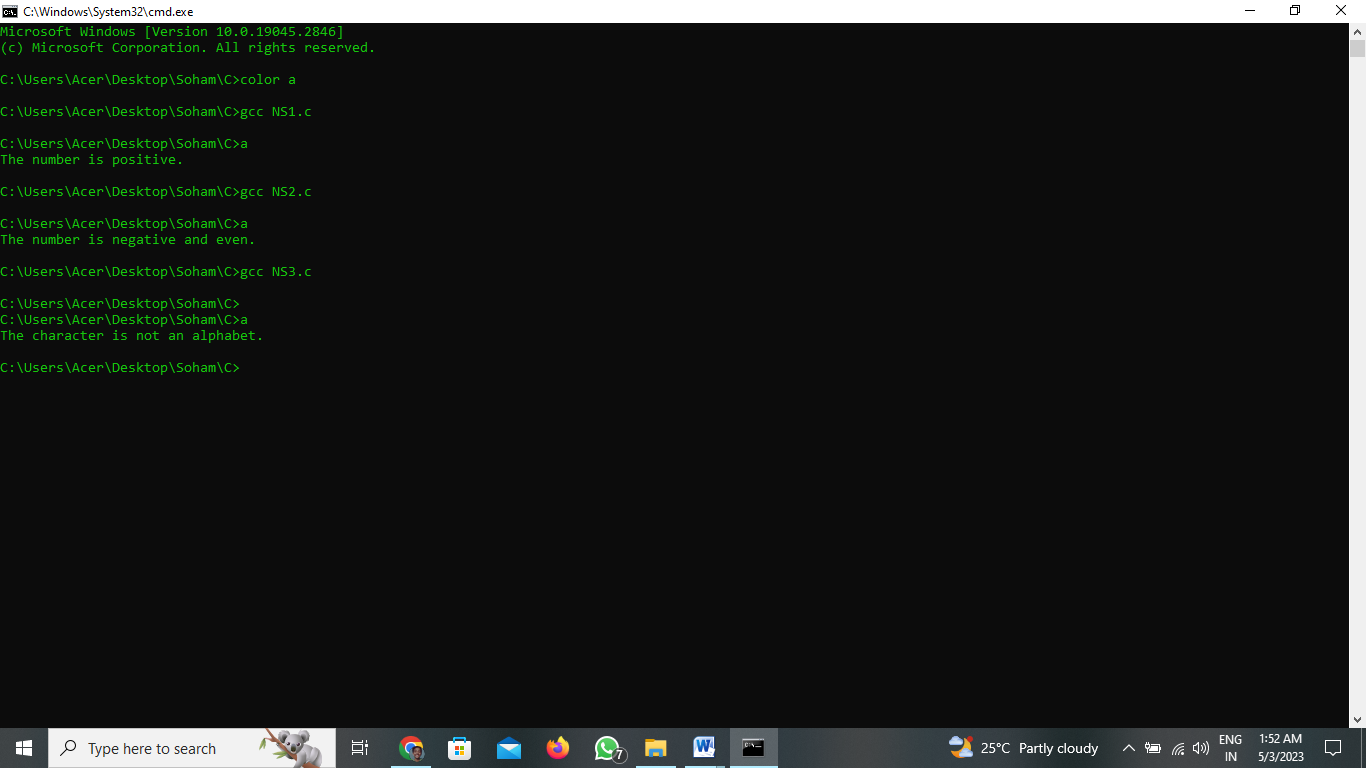 C:\Windows\System32\cmd.exe
Microsoft Windows [Version 10.0.19045.2846]
(c) Microsoft Corporation. All rights reserved.
C:\Users\Acer\Desktop\Soham\C>color a
C:\Users\Acer\Desktop\Soham\C>gcc NS1.c
C:\Users\Acer\Desktop\Soham\C>a
The number is positive.
C:\Users\Acer\Desktop\Soham\C>gcc NS2.c
C:\Users\Acer\Desktop\Soham\C>a
The number is negative and even.
C:\Users\Acer\Desktop\Soham\C>gcc NS3.c
C:\Users\Acer\Desktop\Soham\C>
C:\Users\Acer\Desktop\Soham\C>a
The character is not an alphabet.
C:\Users\Acer\Desktop\Soham\C>
Type here to search
7
W
25°C Partly cloudy
ENG
IN
1:52 AM
5/3/2023